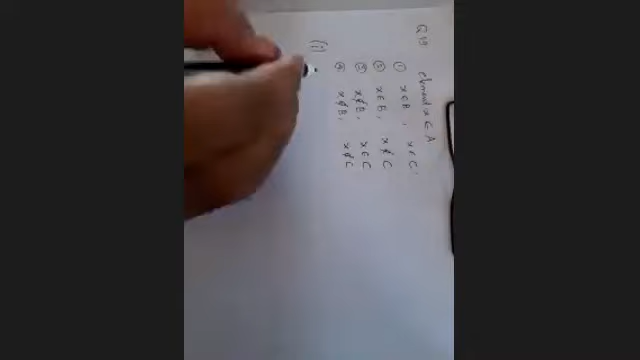 Q 19
element x ∈ A
① x ∈ B , x ∈ C
② x ∈ B , x ∉ C
③ x ∉ B , x ∈ C
④ x ∉ B , x ∉ C
(i)